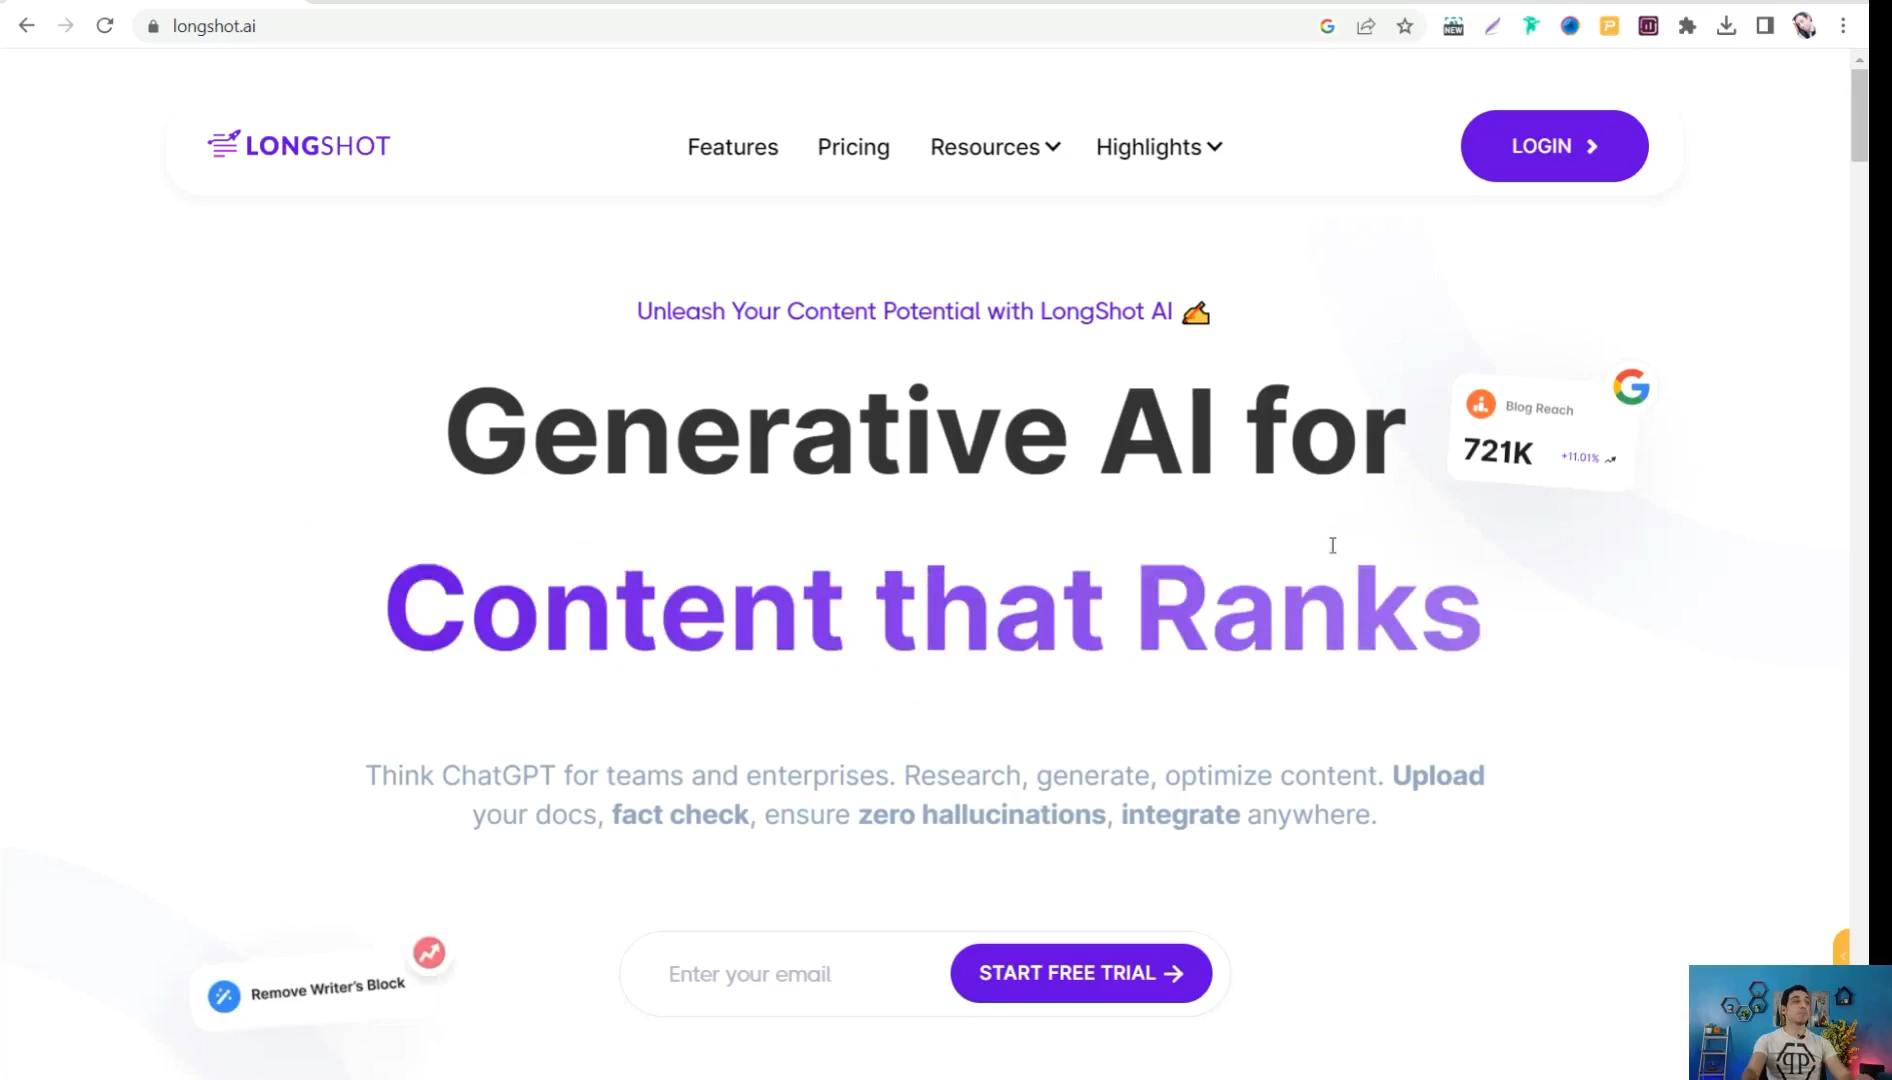 longshot.ai
NEW
LONGSHOT
Features
Pricing
Resources
Highlights
LOGIN
Unleash Your Content Potential with LongShot AI
Generative AI for
Content that Ranks
Blog Reach
721K
+11.01%
Think ChatGPT for teams and enterprises. Research, generate, optimize content. Upload
your docs, fact check, ensure zero hallucinations, integrate anywhere.
Enter your email
START FREE TRIAL
Remove Writer's Block